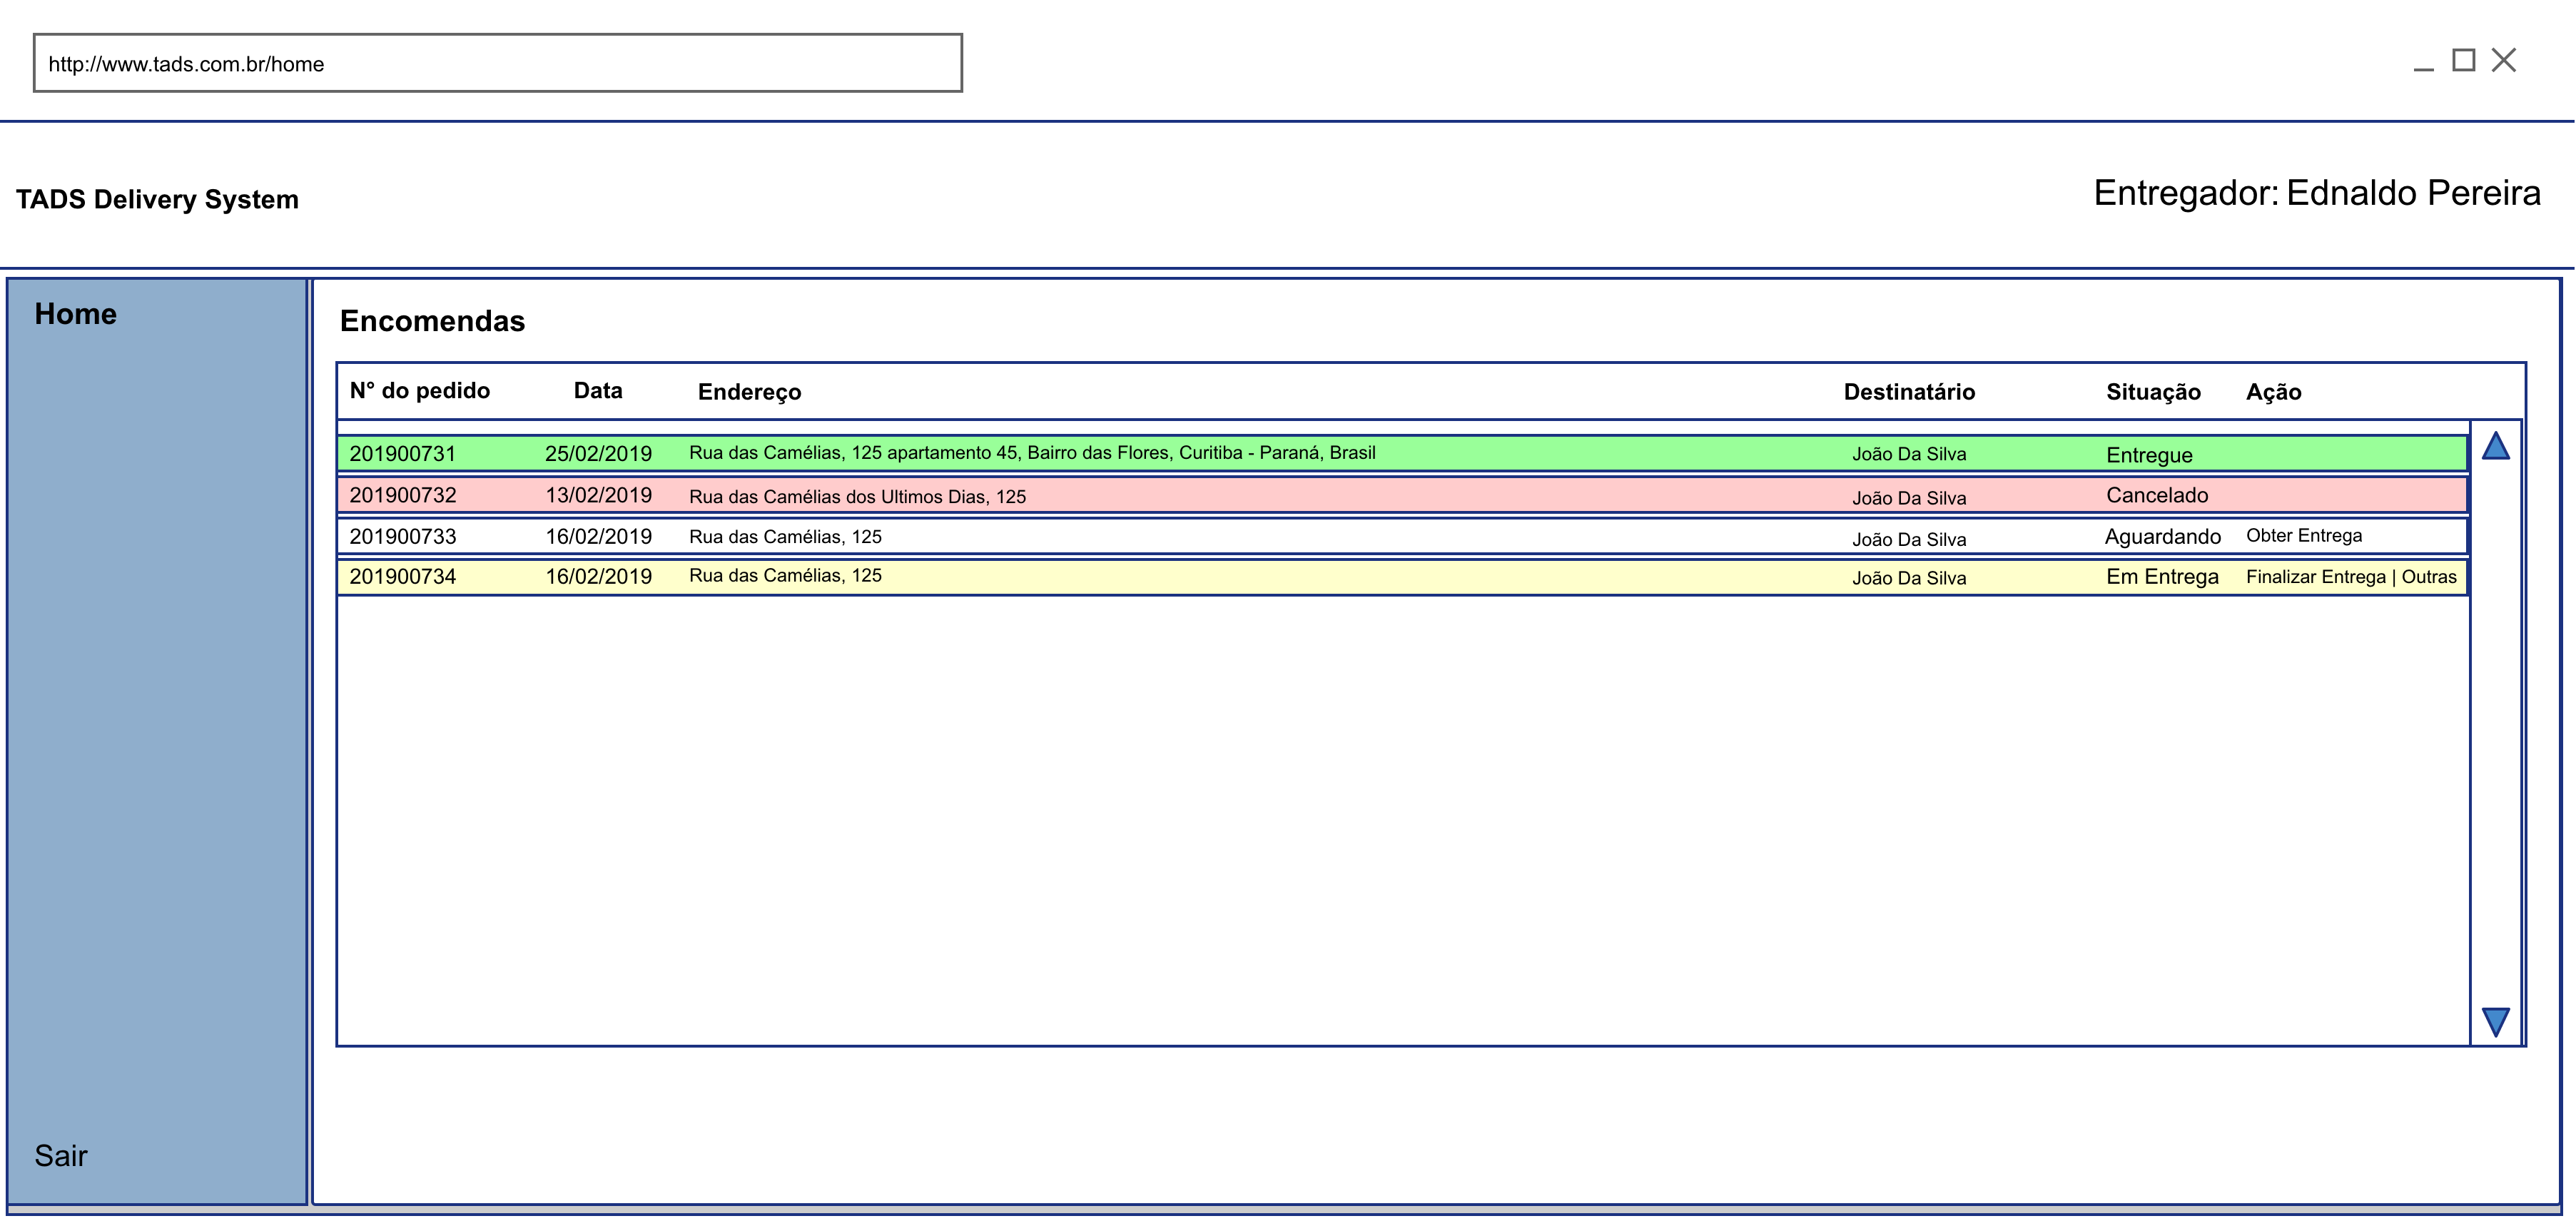 http://www.tads.com.br/home
TADS Delivery System
Entregador: Ednaldo Pereira
Home
Encomendas
N° do pedido Data Endereço Destinatário Situação Ação
201900731 25/02/2019 Rua das Camélias, 125 apartamento 45, Bairro das Flores, Curitiba - Paraná, Brasil João Da Silva Entregue
201900732 13/02/2019 Rua das Camélias dos Ultimos Dias, 125 João Da Silva Cancelado
201900733 16/02/2019 Rua das Camélias, 125 João Da Silva Aguardando Obter Entrega
201900734 16/02/2019 Rua das Camélias, 125 João Da Silva Em Entrega Finalizar Entrega | Outras
Sair